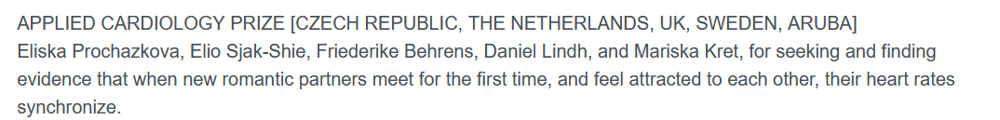 APPLIED CARDIOLOGY PRIZE [CZECH REPUBLIC, THE NETHERLANDS, UK, SWEDEN, ARUBA]
Eliska Prochazkova, Elio Sjak-Shie, Friederike Behrens, Daniel Lindh, and Mariska Kret, for seeking and finding
evidence that when new romantic partners meet for the first time, and feel attracted to each other, their heart rates
synchronize.